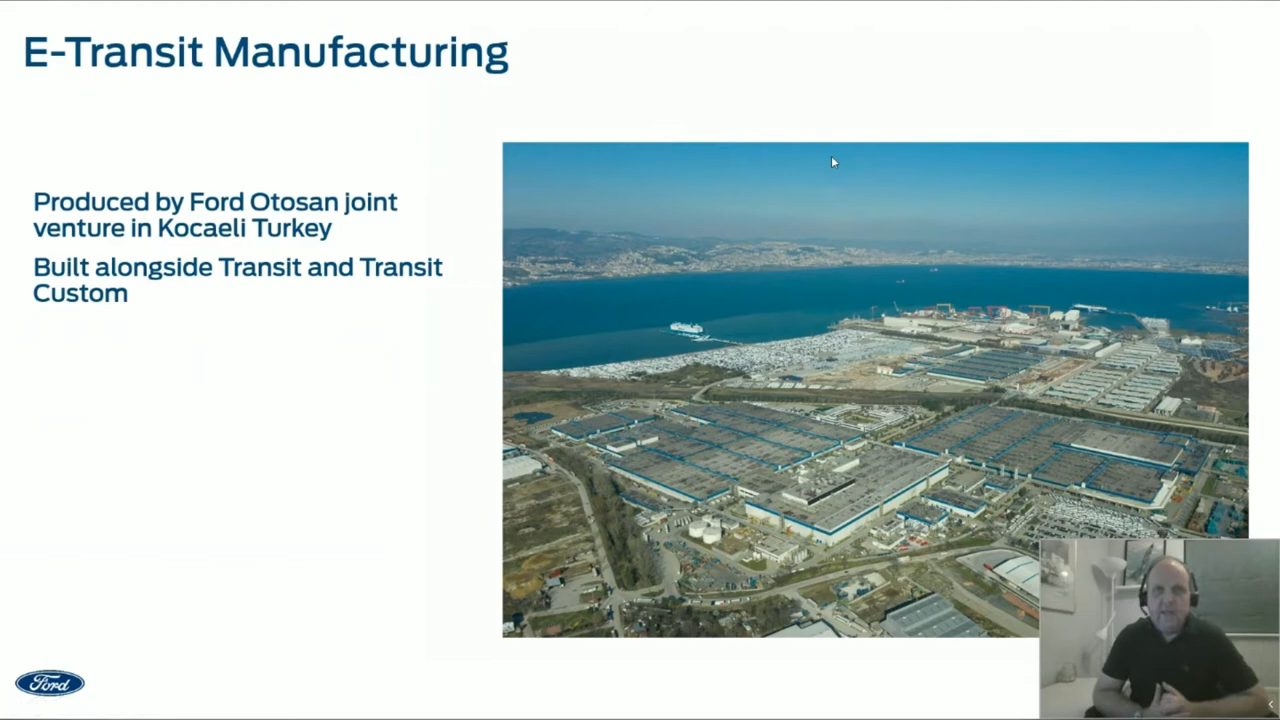 E-Transit Manufacturing
Produced by Ford Otosan joint
venture in Kocaeli Turkey
Built alongside Transit and Transit
Custom
Ford